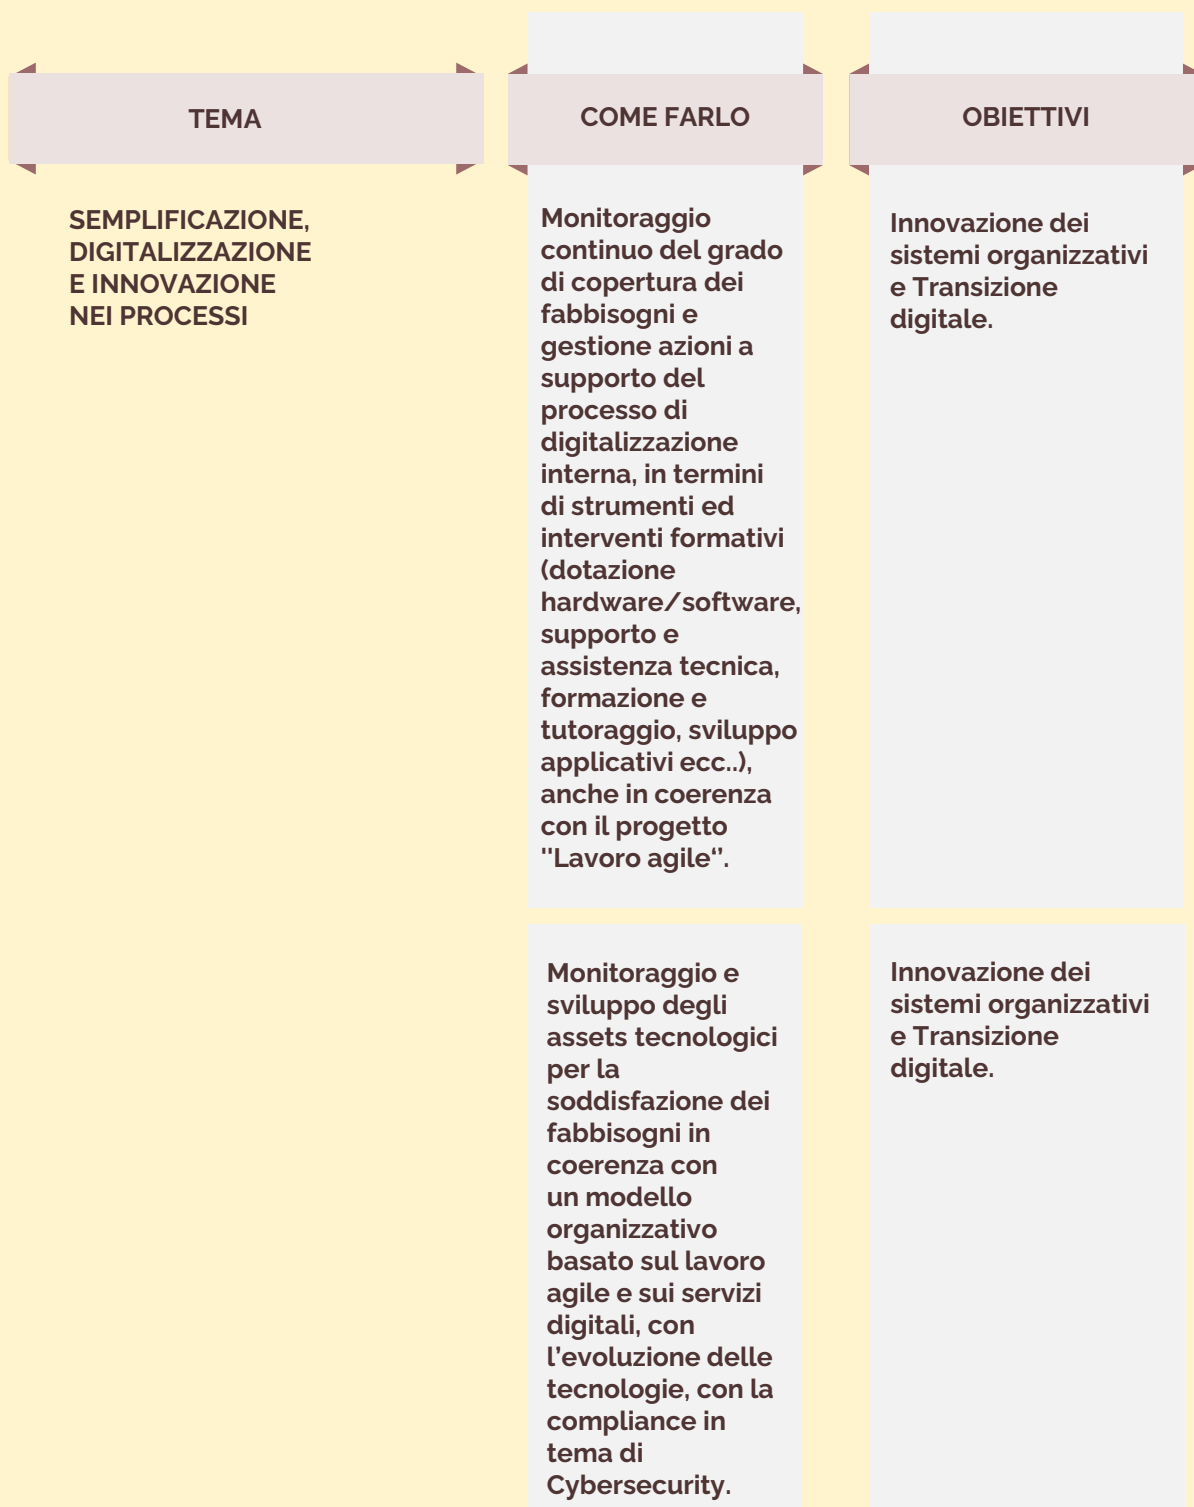 TEMA
COME FARLO
OBIETTIVI
SEMPLIFICAZIONE,
DIGITALIZZAZIONE
E INNOVAZIONE
NEI PROCESSI
Monitoraggio
continuo del grado
di copertura dei
fabbisogni e
gestione azioni a
supporto del
processo di
digitalizzazione
interna, in termini
di strumenti ed
interventi formativi
(dotazione
hardware/software,
supporto e
assistenza tecnica,
formazione e
tutoraggio, sviluppo
applicativi ecc..),
anche in coerenza
con il progetto
"Lavoro agile‘’.
Innovazione dei
sistemi organizzativi
e Transizione
digitale.
Monitoraggio e
sviluppo degli
assets tecnologici
per la
soddisfazione dei
fabbisogni in
coerenza con
un modello
organizzativo
basato sul lavoro
agile e sui servizi
digitali, con
l’evoluzione delle
tecnologie, con la
compliance in
tema di
Cybersecurity.
Innovazione dei
sistemi organizzativi
e Transizione
digitale.